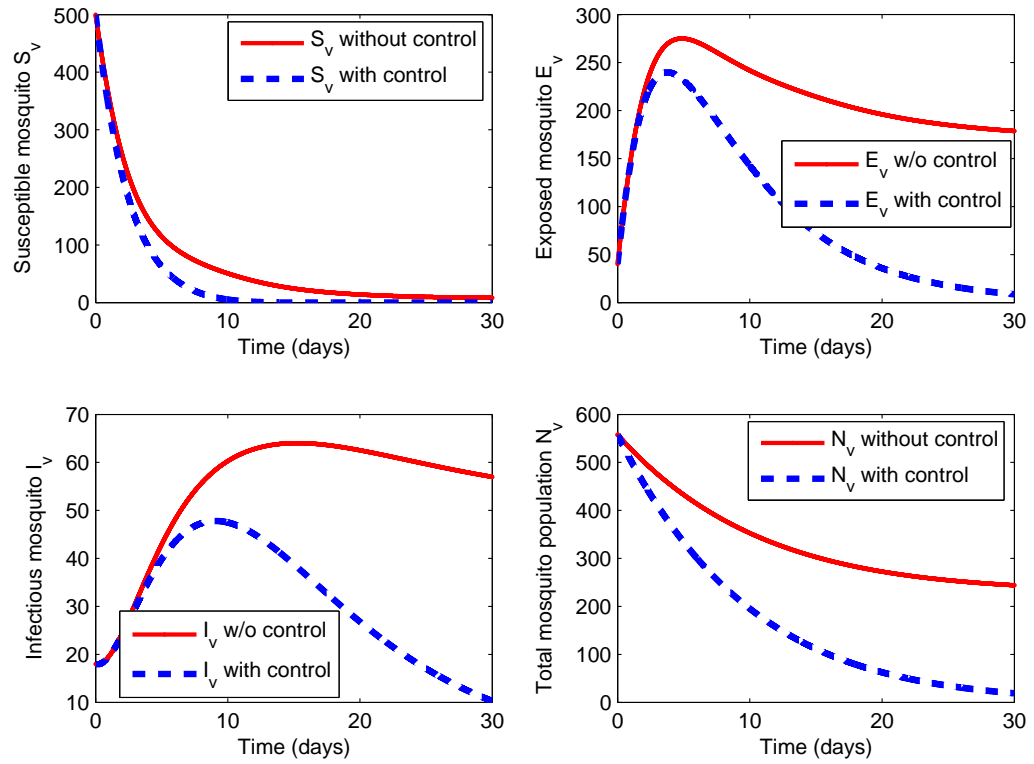 Susceptible mosquito S_v
500
400
300
200
100
0
S_v without control
S_v with control
0 10 20 30
Time (days)
Exposed mosquito E_v
300
250
200
150
100
50
0
E_v w/o control
E_v with control
0 10 20 30
Time (days)
Infectious mosquito I_v
70
60
50
40
30
20
10
I_v w/o control
I_v with control
0 10 20 30
Time (days)
Total mosquito population N_v
600
500
400
300
200
100
0
N_v without control
N_v with control
0 10 20 30
Time (days)